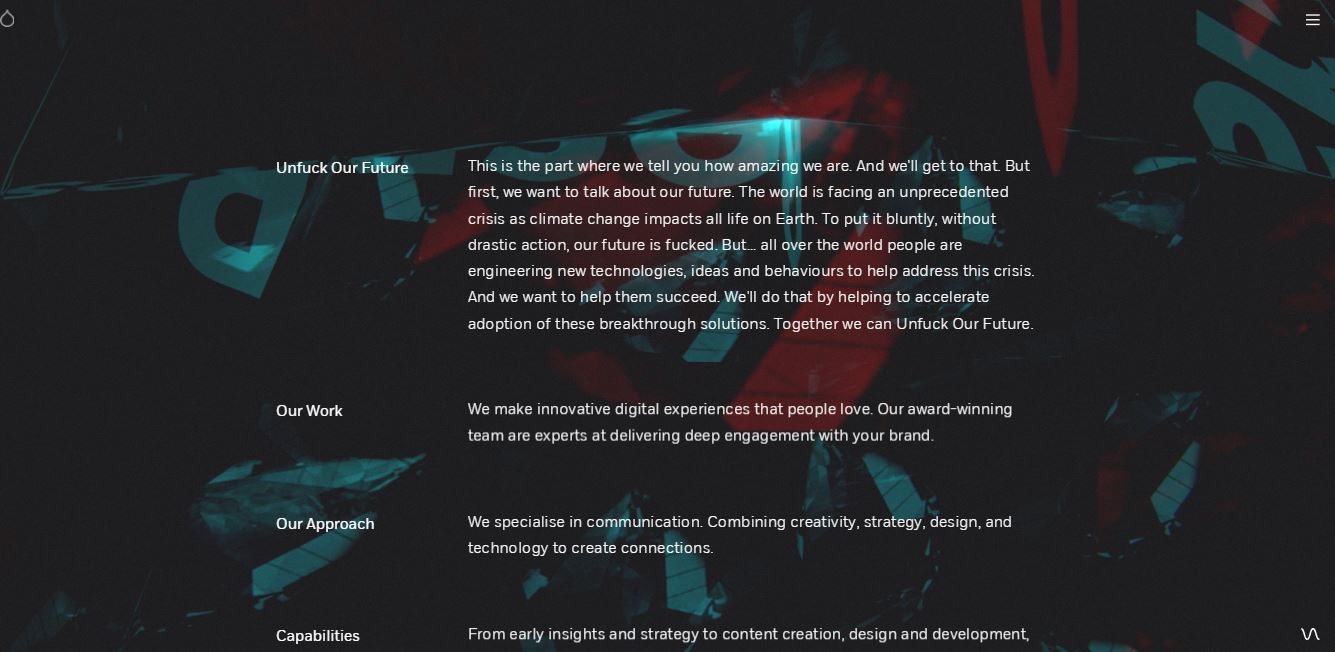 Unfuck Our Future
This is the part where we tell you how amazing we are. And we'll get to that. But
first, we want to talk about our future. The world is facing an unprecedented
crisis as climate change impacts all life on Earth. To put it bluntly, without
drastic action, our future is fucked. But... all over the world people are
engineering new technologies, ideas and behaviours to help address this crisis.
And we want to help them succeed. We'll do that by helping to accelerate
adoption of these breakthrough solutions. Together we can Unfuck Our Future.
Our Work
We make innovative digital experiences that people love. Our award-winning
team are experts at delivering deep engagement with your brand.
Our Approach
We specialise in communication. Combining creativity, strategy, design, and
technology to create connections.
Capabilities
From early insights and strategy to content creation, design and development,